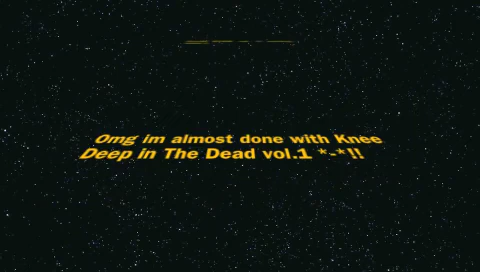 Omg im almost done with Knee
Deep in The Dead vol.1 *-*!!